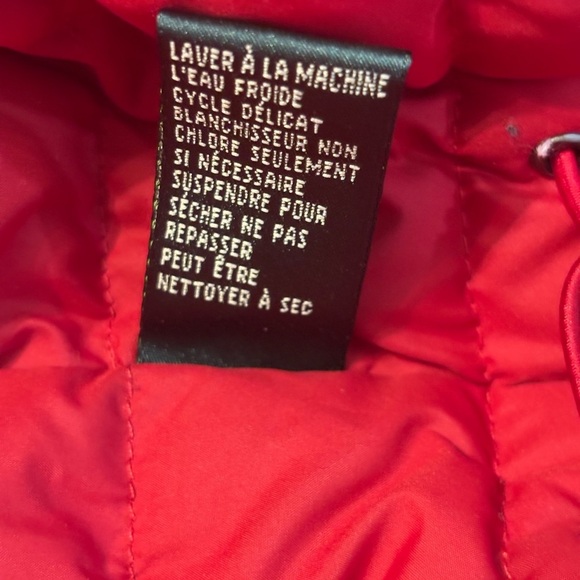 LAVER À LA MACHINE
L'EAU FROIDE
CYCLE DÉLICAT
BLANCHISSEUR NON
CHLORE SEULEMENT
SI NÉCESSAIRE
SUSPENDRE POUR
SÉCHER NE PAS
REPASSER
PEUT ÊTRE
NETTOYER À SEC